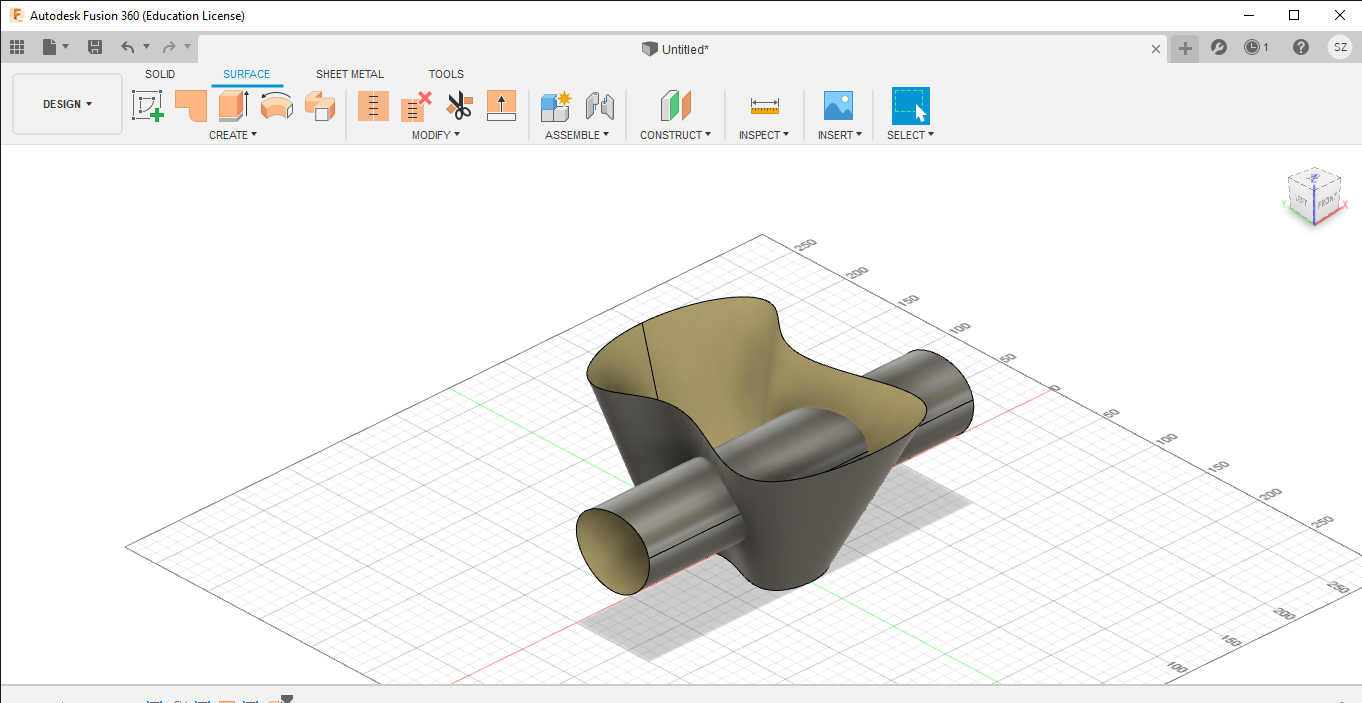 Autodesk Fusion 360 (Education License)
Untitled*
1
SZ
SOLID SURFACE SHEET METAL TOOLS
DESIGN
CREATE MODIFY ASSEMBLE CONSTRUCT INSPECT INSERT SELECT
LEFT FRONT
Y X
250
200
150
100
50
0
50
100
150
200
250
250
200
150
100